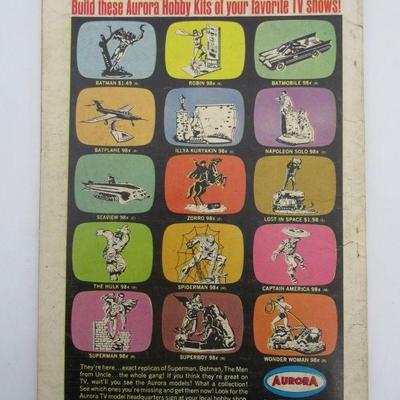 Build these Aurora Hobby Kits of your favorite TV shows!
BATMAN $1.49
ROBIN 98¢
BATMOBILE 98¢
BATPLANE 98¢
ILLYA KURYAKIN 98¢
NAPOLEON SOLO 98¢
SEAVIEW 98¢
ZORRO 98¢
LOST IN SPACE $1.98
THE HULK 98¢
SPIDERMAN 98¢
CAPTAIN AMERICA 98¢
SUPERMAN 98¢
SUPERBOY 98¢
WONDER WOMAN 98¢
They're here...exact replicas of Superman, Batman, The Men
from Uncle...the whole gang! If you think they're great on
TV, wait'll you see the Aurora models! What a collection!
See which ones you're missing and get them now! Look for the
Aurora TV model headquarters sign at your local hobby shop
AURORA